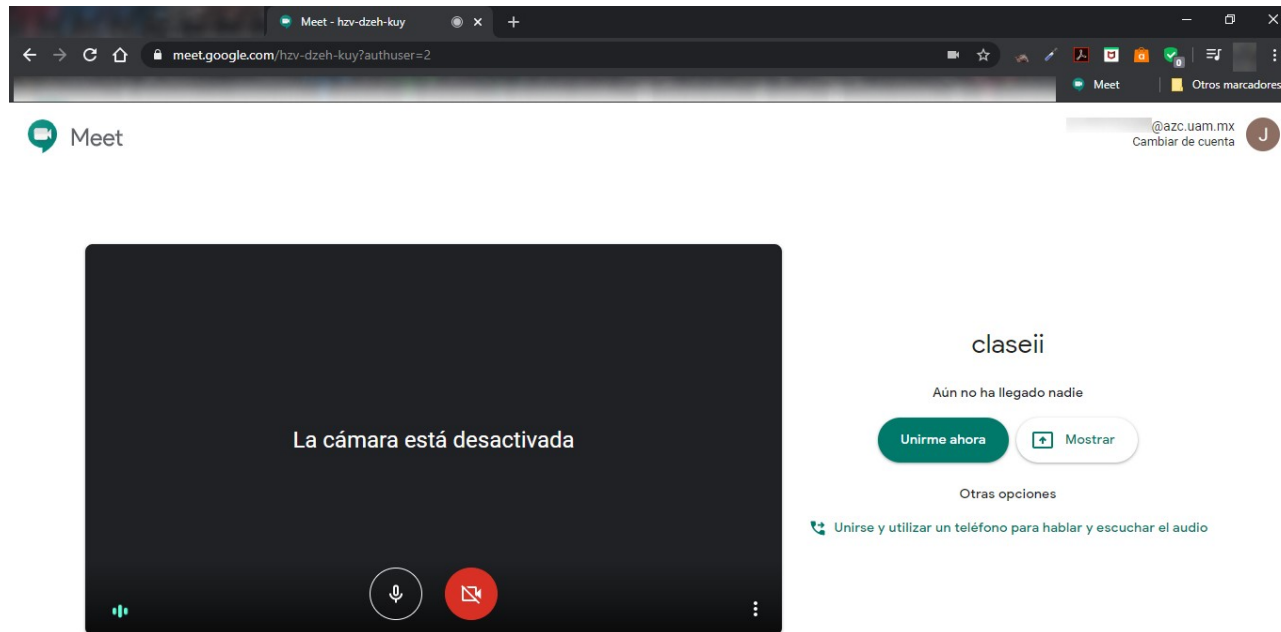 Meet - hzv-dzeh-kuy
meet.google.com/hzv-dzeh-kuy?authuser=2
0
Meet
Otros marcadores
Meet
@azc.uam.mx
Cambiar de cuenta
J
La cámara está desactivada
claseii
Aún no ha llegado nadie
Unirme ahora
Mostrar
Otras opciones
Unirse y utilizar un teléfono para hablar y escuchar el audio